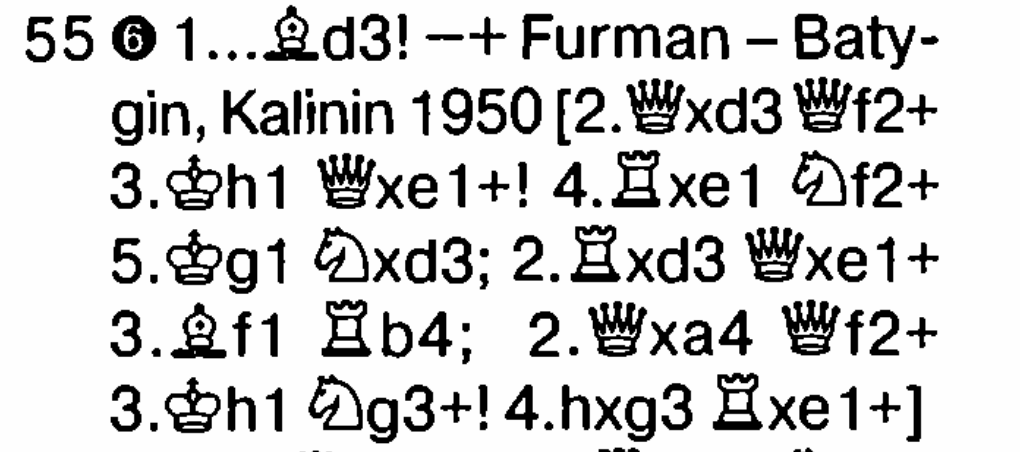 55 ❻ 1...♗d3! −+ Furman – Baty-
gin, Kalinin 1950 [2.♕xd3 ♕f2+
3.♔h1 ♕xe1+! 4.♖xe1 ♘f2+
5.♔g1 ♘xd3; 2.♖xd3 ♕xe1+
3.♗f1 ♖b4; 2.♕xa4 ♕f2+
3.♔h1 ♘g3+! 4.hxg3 ♖xe1+]